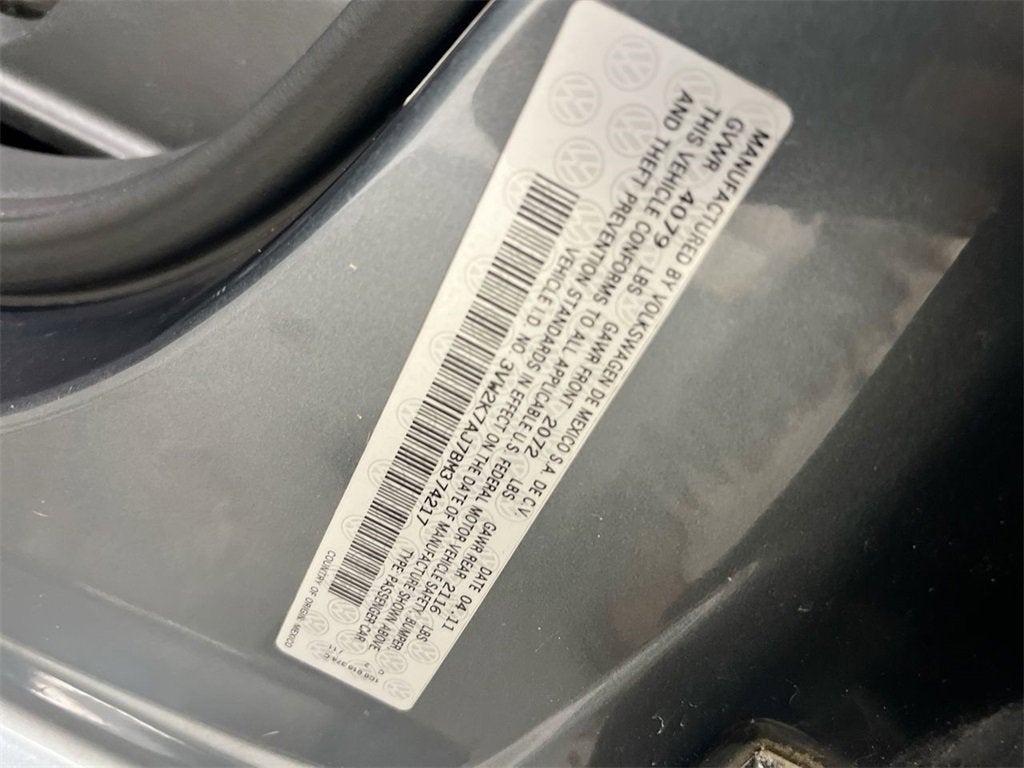 MANUFACTURED BY VOLKSWAGEN DE MEXICO S.A. DE C.V. DATE 04-11
GVWR 4079 LBS GAWR FRONT 2072 LBS GAWR REAR 2116 LBS
THIS VEHICLE CONFORMS TO ALL APPLICABLE U.S. FEDERAL MOTOR VEHICLE SAFETY, BUMPER,
AND THEFT PREVENTION STANDARDS IN EFFECT ON THE DATE OF MANUFACTURE SHOWN ABOVE.
VEHICLE I.D. NO. 3VW2K7AJ7BM374217 TYPE: PASSENGER CAR
COUNTRY OF ORIGIN: MEXICO